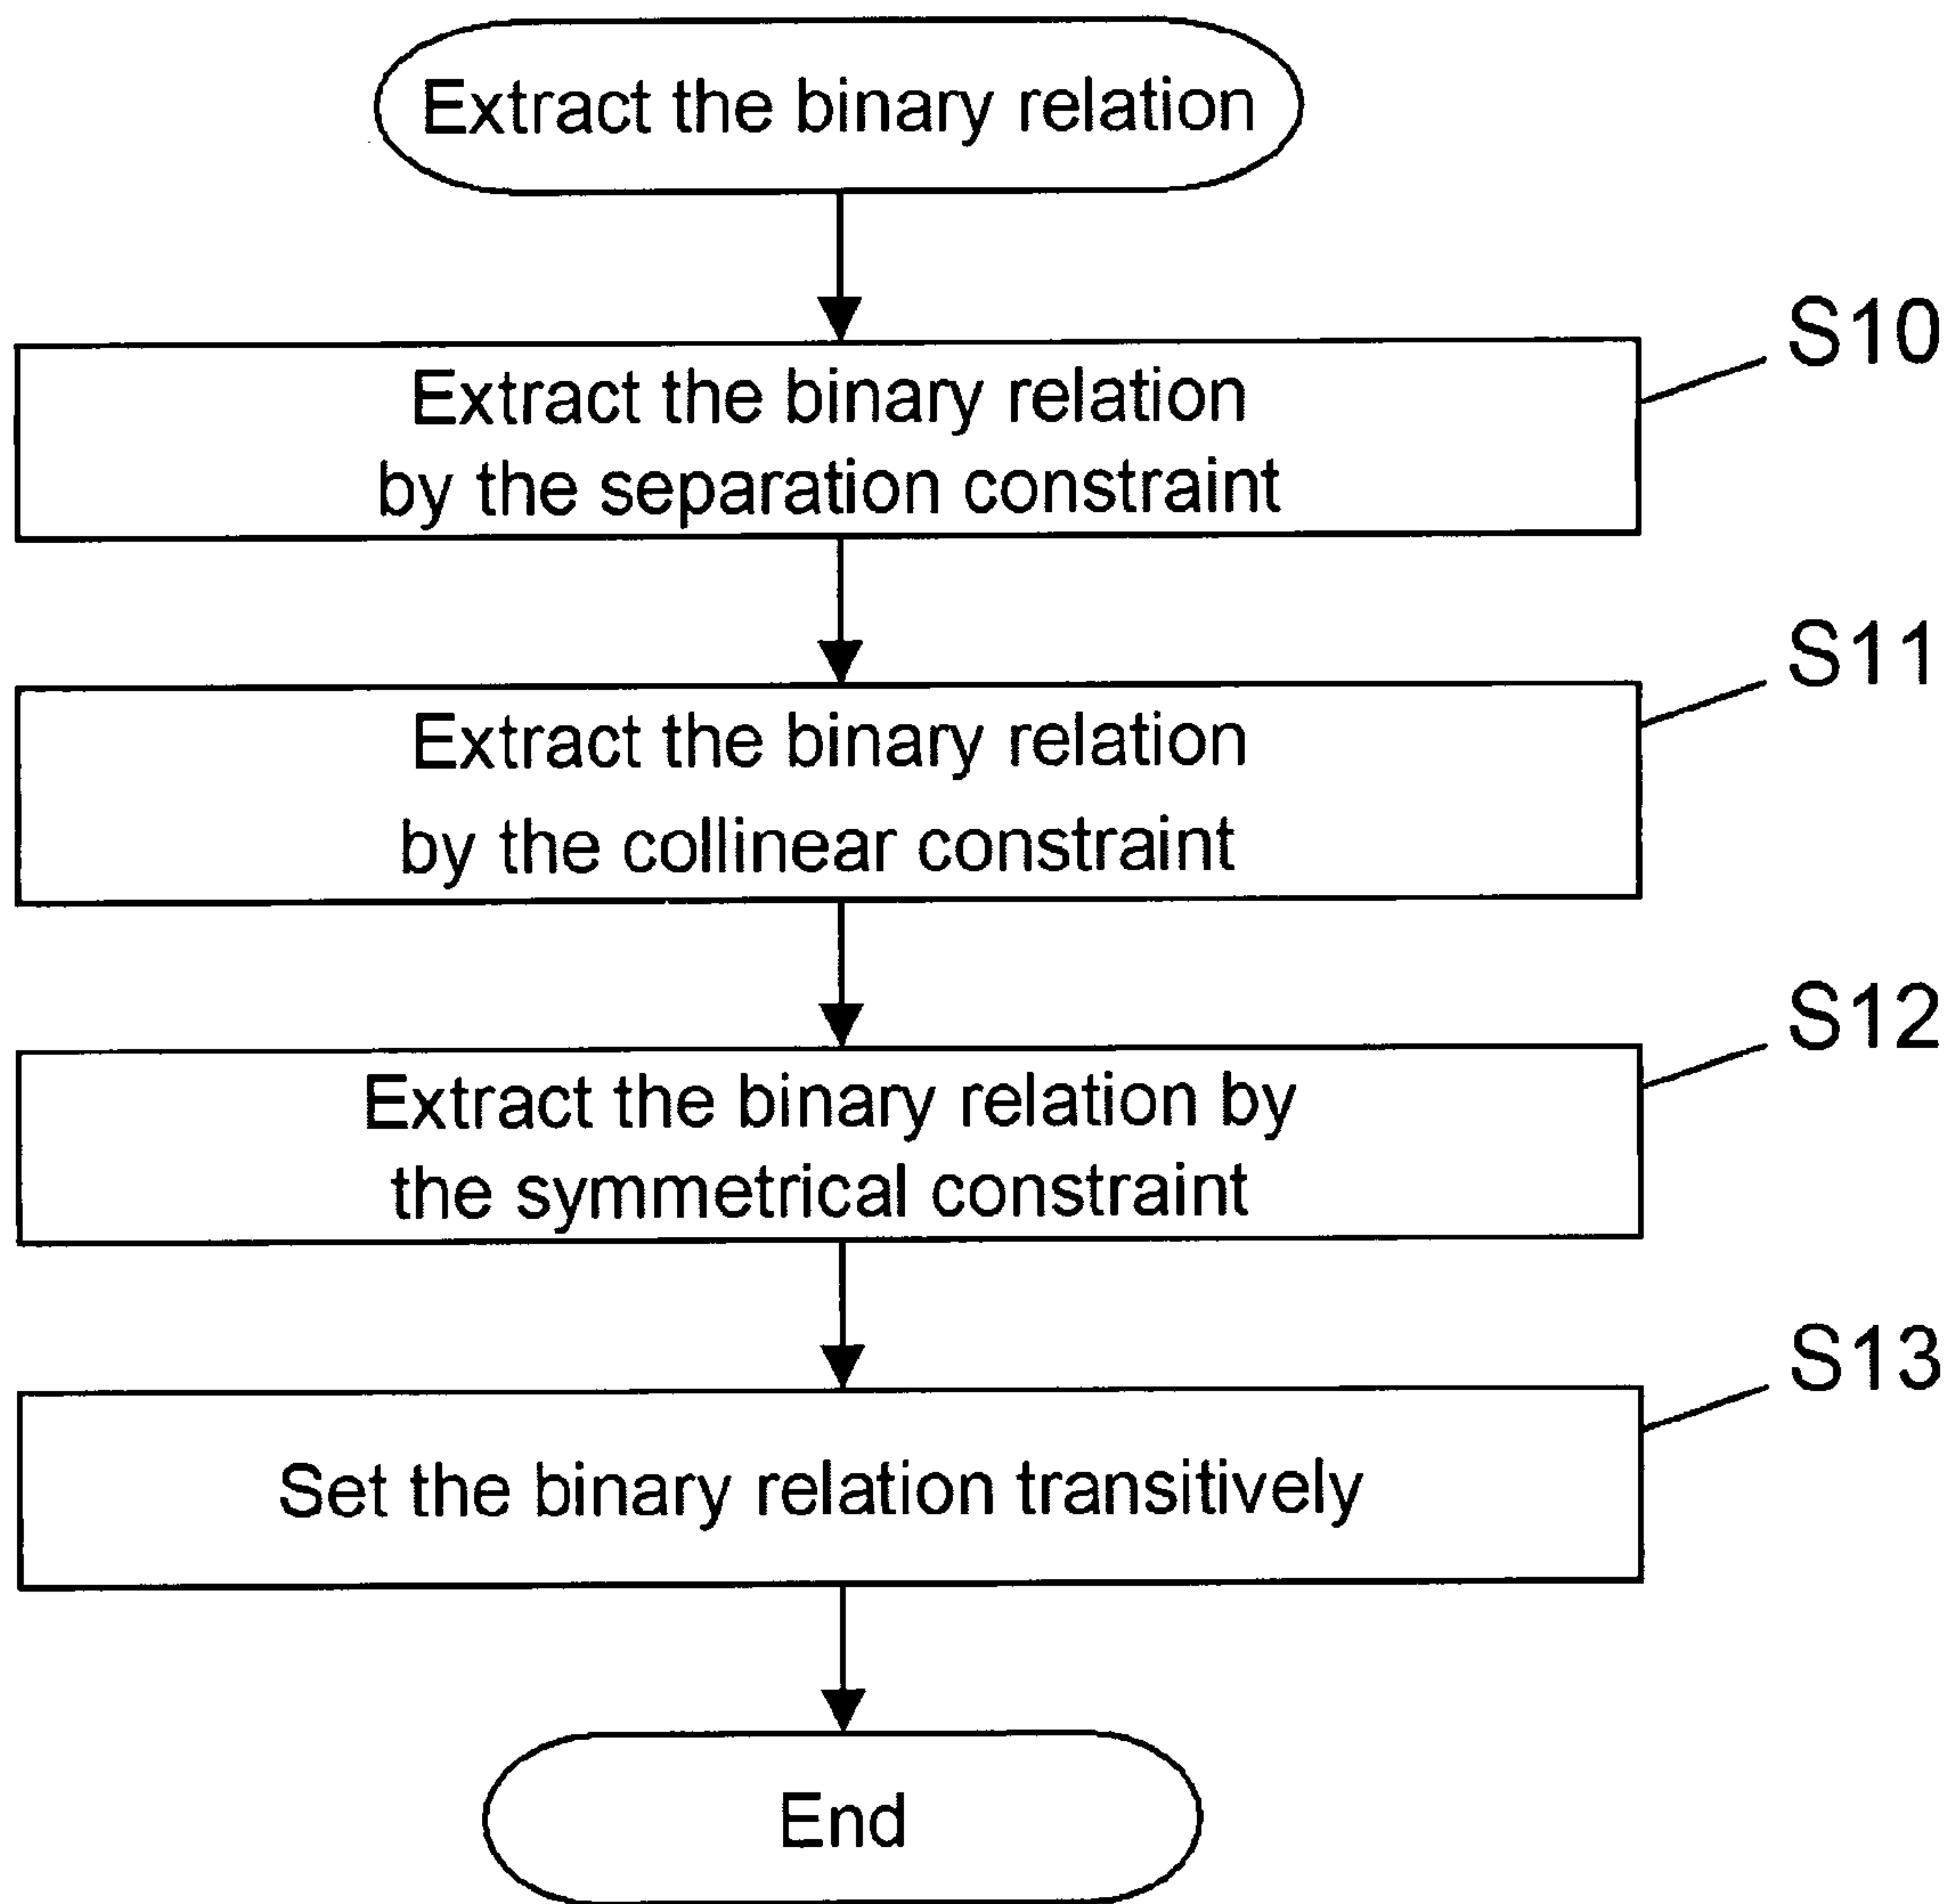 Extract the binary relation
S10
Extract the binary relation
by the separation constraint
S11
Extract the binary relation
by the collinear constraint
S12
Extract the binary relation by
the symmetrical constraint
S13
Set the binary relation transitively
End